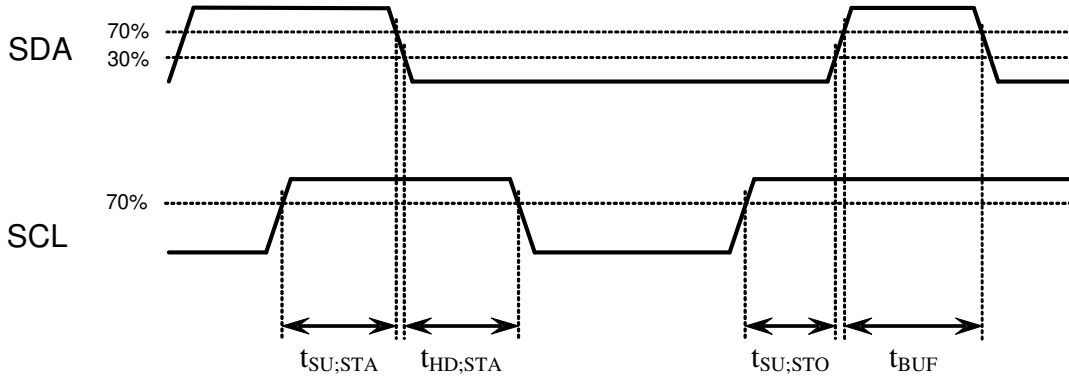 70%
SDA
30%
70%
SCL
tSU;STA tHD;STA tSU;STO tBUF